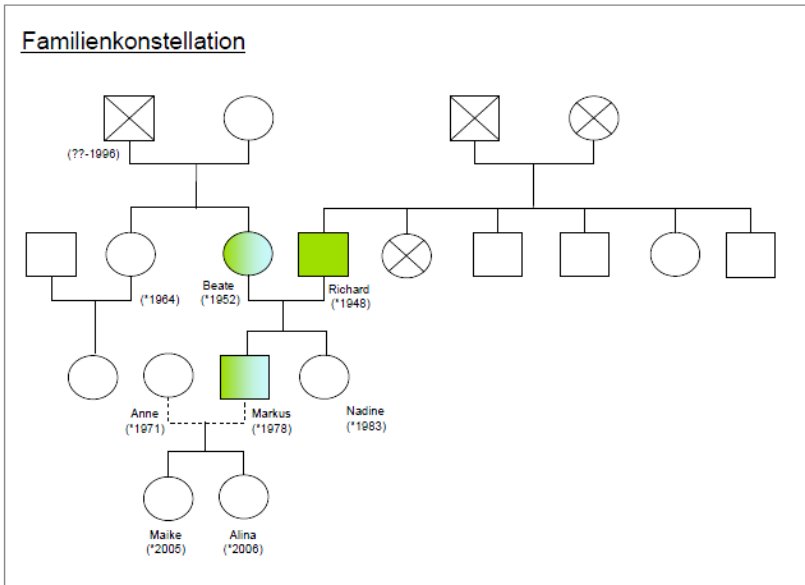 Familienkonstellation
(??-1996)
(*1964)
Beate
(*1952)
Richard
(*1948)
Anne
(*1971)
Markus
(*1978)
Nadine
(*1983)
Maike
(*2005)
Alina
(*2006)